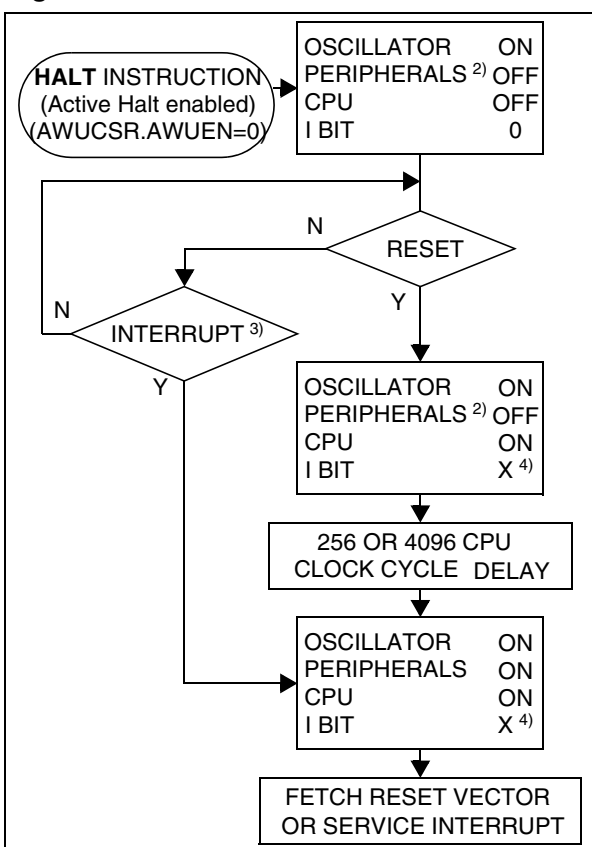 HALT INSTRUCTION
(Active Halt enabled)
(AWUCSR.AWUEN=0)
OSCILLATOR ON
PERIPHERALS 2) OFF
CPU OFF
I BIT 0
N
RESET
Y
N
INTERRUPT 3)
Y
OSCILLATOR ON
PERIPHERALS 2) OFF
CPU ON
I BIT X 4)
256 OR 4096 CPU
CLOCK CYCLE DELAY
OSCILLATOR ON
PERIPHERALS ON
CPU ON
I BIT X 4)
FETCH RESET VECTOR
OR SERVICE INTERRUPT